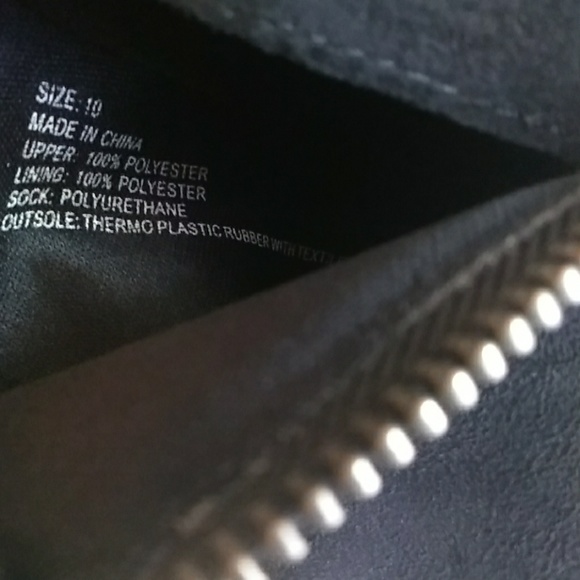 SIZE: 10
MADE IN CHINA
UPPER: 100% POLYESTER
LINING: 100% POLYESTER
SOCK: POLYURETHANE
OUTSOLE: THERMO PLASTIC RUBBER WITH